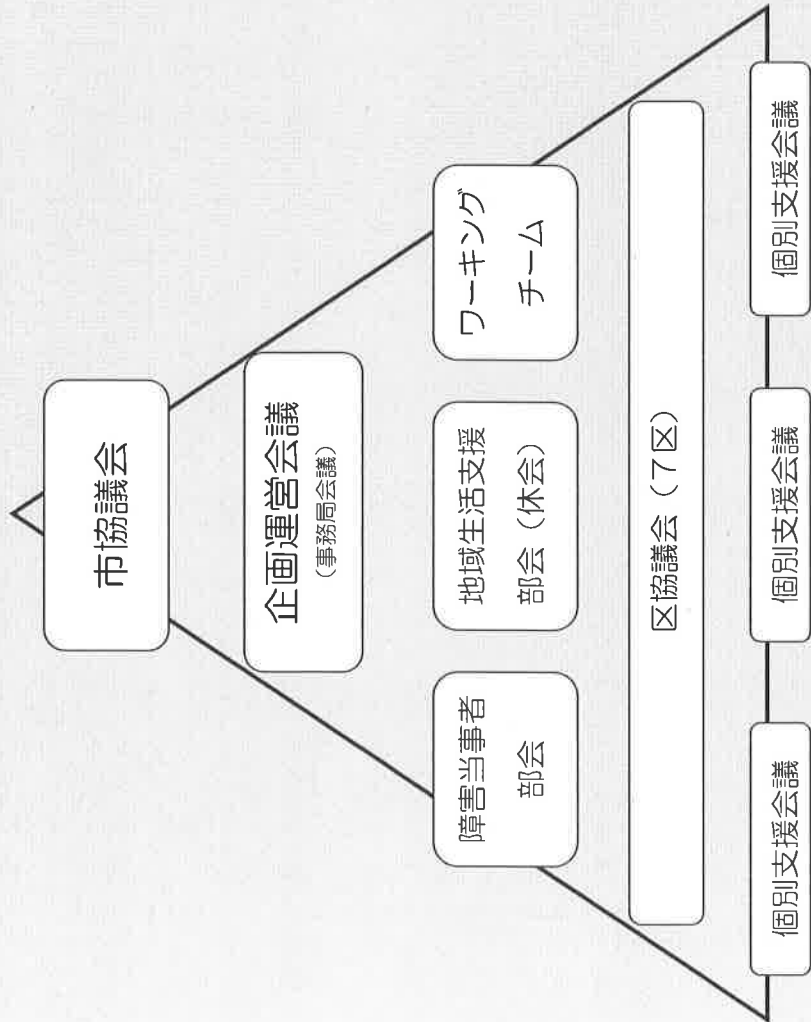 市協議会
企画運営会議
（事務局会議）
障害当事者
部会
地域生活支援
部会（休会）
ワーキング
チーム
区協議会（７区）
個別支援会議
個別支援会議
個別支援会議